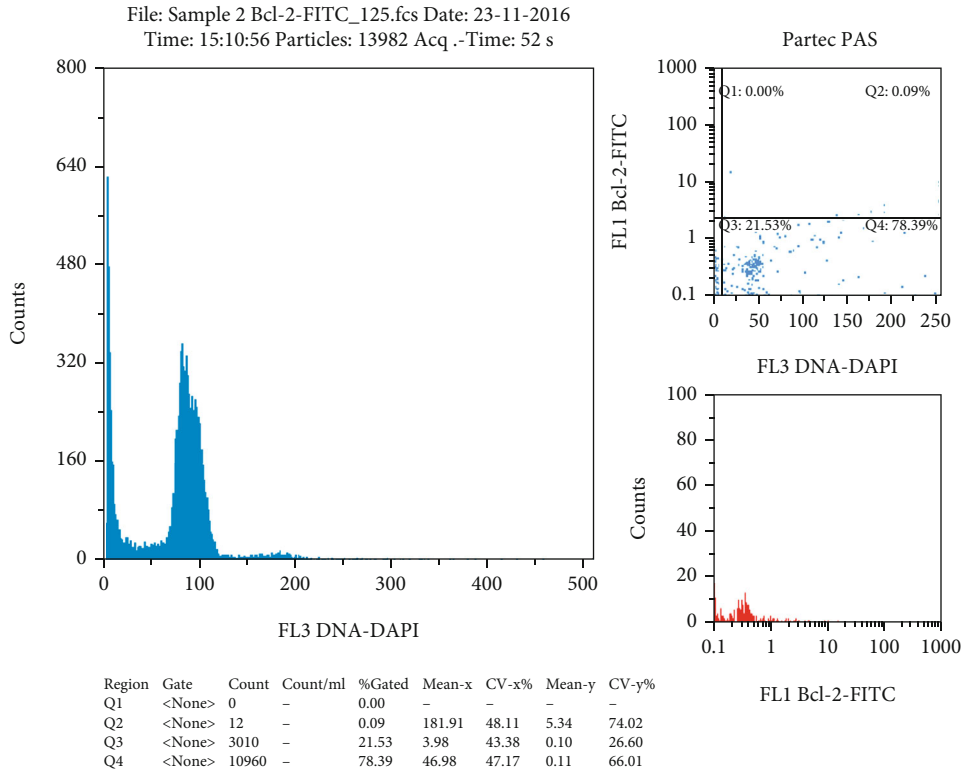 File: Sample 2 Bcl-2-FITC_125.fcs Date: 23-11-2016
Time: 15:10:56 Particles: 13982 Acq .-Time: 52 s
800
640
480
320
160
0
Counts
0 100 200 300 400 500
FL3 DNA-DAPI
Partec PAS
1000
100
10
1
0.1
FL1 Bcl-2-FITC
Q1: 0.00% Q2: 0.09%
Q3: 21.53% Q4: 78.39%
0 50 100 150 200 250
FL3 DNA-DAPI
100
80
60
40
20
0
Counts
0.1 1 10 100 1000
FL1 Bcl-2-FITC
Region Gate Count Count/ml %Gated Mean-x CV-x% Mean-y CV-y%
Q1 <None> 0 – 0.00 – – – –
Q2 <None> 12 – 0.09 181.91 48.11 5.34 74.02
Q3 <None> 3010 – 21.53 3.98 43.38 0.10 26.60
Q4 <None> 10960 – 78.39 46.98 47.17 0.11 66.01